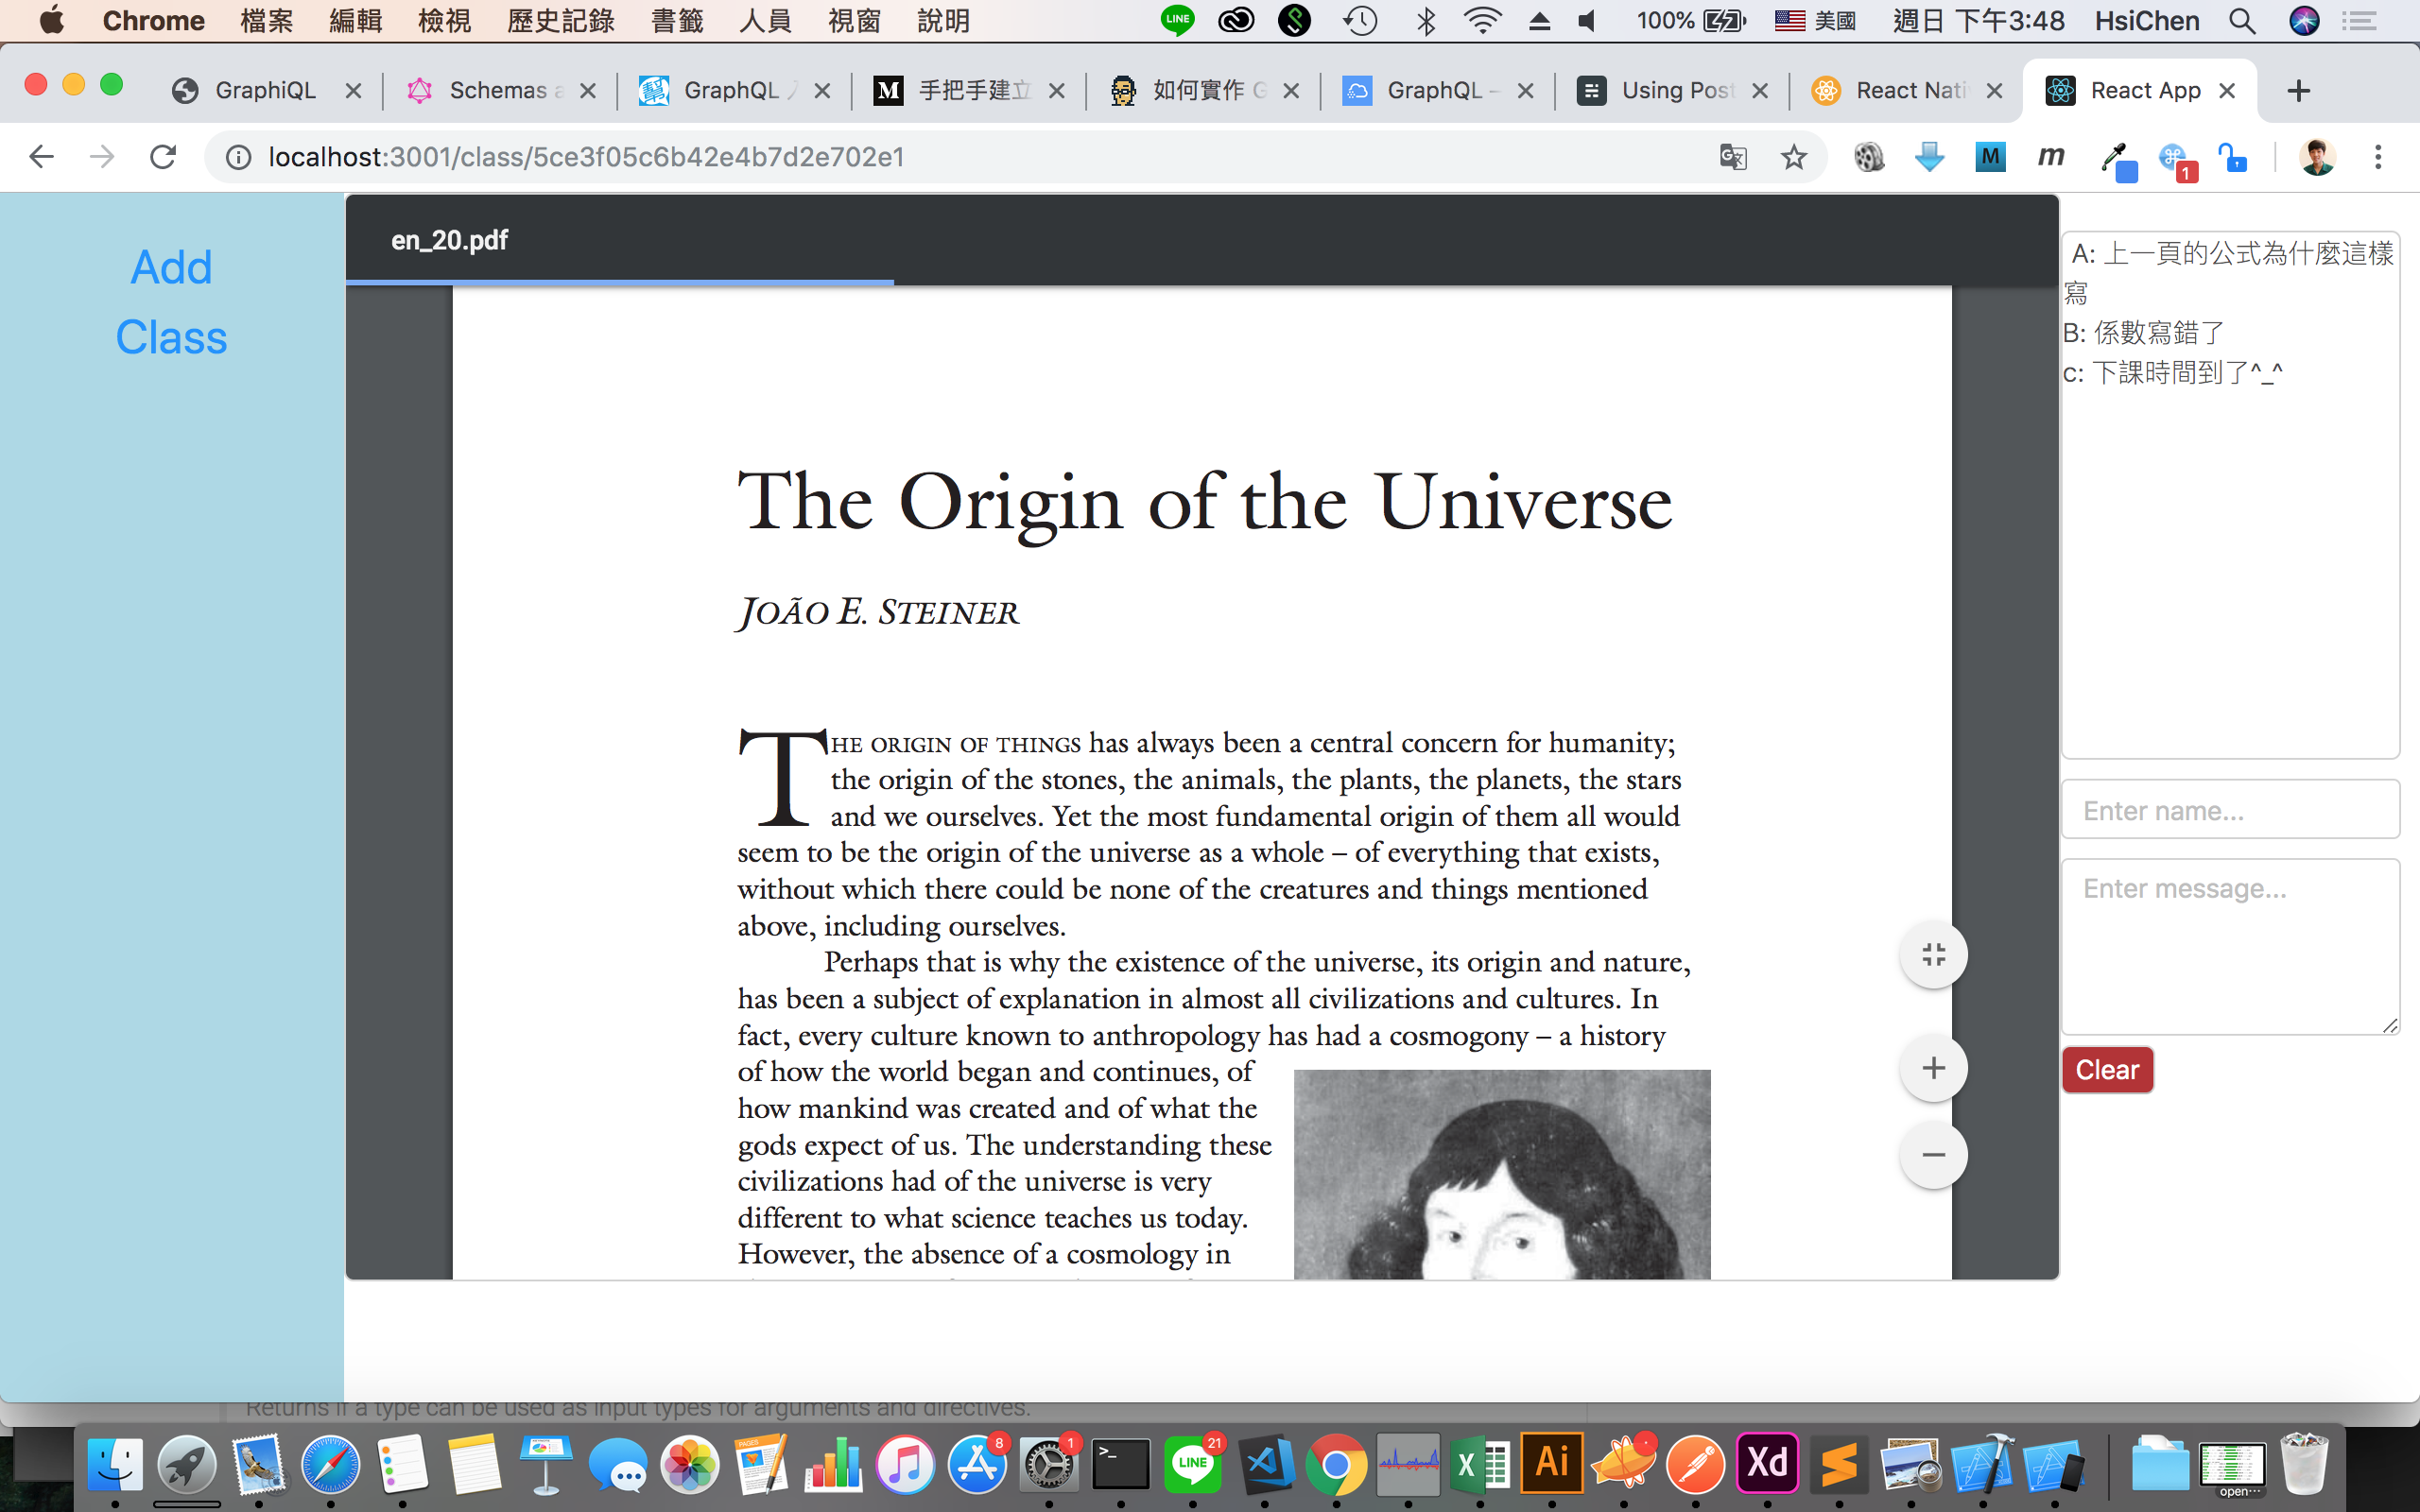 Chrome 檔案 編輯 檢視 歷史記錄 書籤 人員 視窗 說明 LINE 100% 美國 週日 下午3:48 HsiChen
GraphiQL Schemas GraphQL 手把手建立 如何實作 GraphQL – Using Post React Nati React App
localhost:3001/class/5ce3f05c6b42e4b7d2e702e1
M m 1
Add
Class
en_20.pdf
The Origin of the Universe
JOÃO E. STEINER
THE ORIGIN OF THINGS has always been a central concern for humanity;
the origin of the stones, the animals, the plants, the planets, the stars
and we ourselves. Yet the most fundamental origin of them all would
seem to be the origin of the universe as a whole – of everything that exists,
without which there could be none of the creatures and things mentioned
above, including ourselves.
Perhaps that is why the existence of the universe, its origin and nature,
has been a subject of explanation in almost all civilizations and cultures. In
fact, every culture known to anthropology has had a cosmogony – a history
of how the world began and continues, of
how mankind was created and of what the
gods expect of us. The understanding these
civilizations had of the universe is very
different to what science teaches us today.
However, the absence of a cosmology in
A: 上一頁的公式為什麼這樣
寫
B: 係數寫錯了
c: 下課時間到了^_^
Enter name...
Enter message...
Clear
Returns if a type can be used as input types for arguments and directives.
PAGES 8 1 >_ LINE 21 X Ai Xd open···